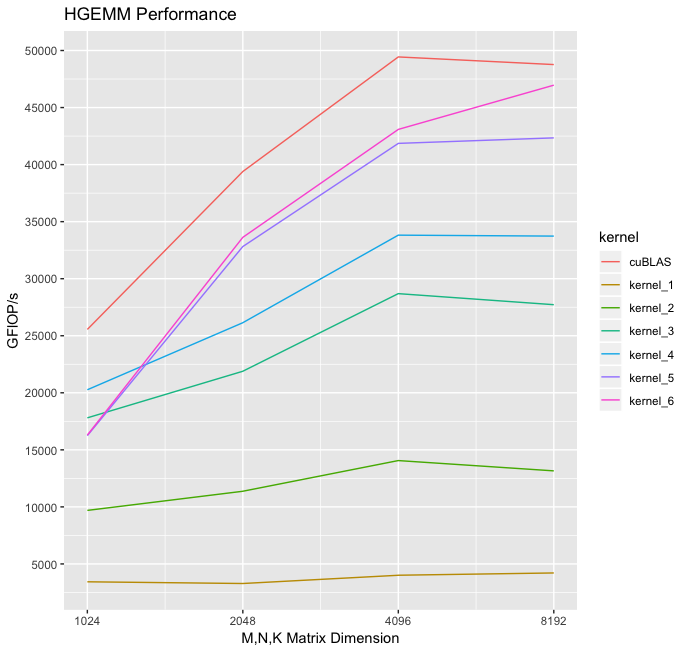 HGEMM Performance
GFlOP/s
50000
45000
40000
35000
30000
25000
20000
15000
10000
5000
1024 2048 4096 8192
M,N,K Matrix Dimension
kernel
cuBLAS
kernel_1
kernel_2
kernel_3
kernel_4
kernel_5
kernel_6